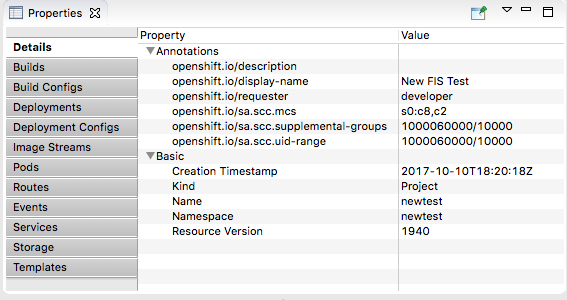 Properties
Property Value
Details
Builds
Build Configs
Deployments
Deployment Configs
Image Streams
Pods
Routes
Events
Services
Storage
Templates
Annotations
openshift.io/description
openshift.io/display-name New FIS Test
openshift.io/requester developer
openshift.io/sa.scc.mcs s0:c8,c2
openshift.io/sa.scc.supplemental-groups 1000060000/10000
openshift.io/sa.scc.uid-range 1000060000/10000
Basic
Creation Timestamp 2017-10-10T18:20:18Z
Kind Project
Name newtest
Namespace newtest
Resource Version 1940